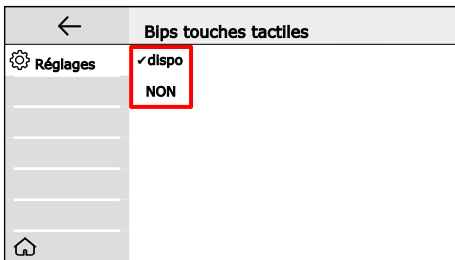 Bips touches tactiles
Réglages
✓dispo
NON